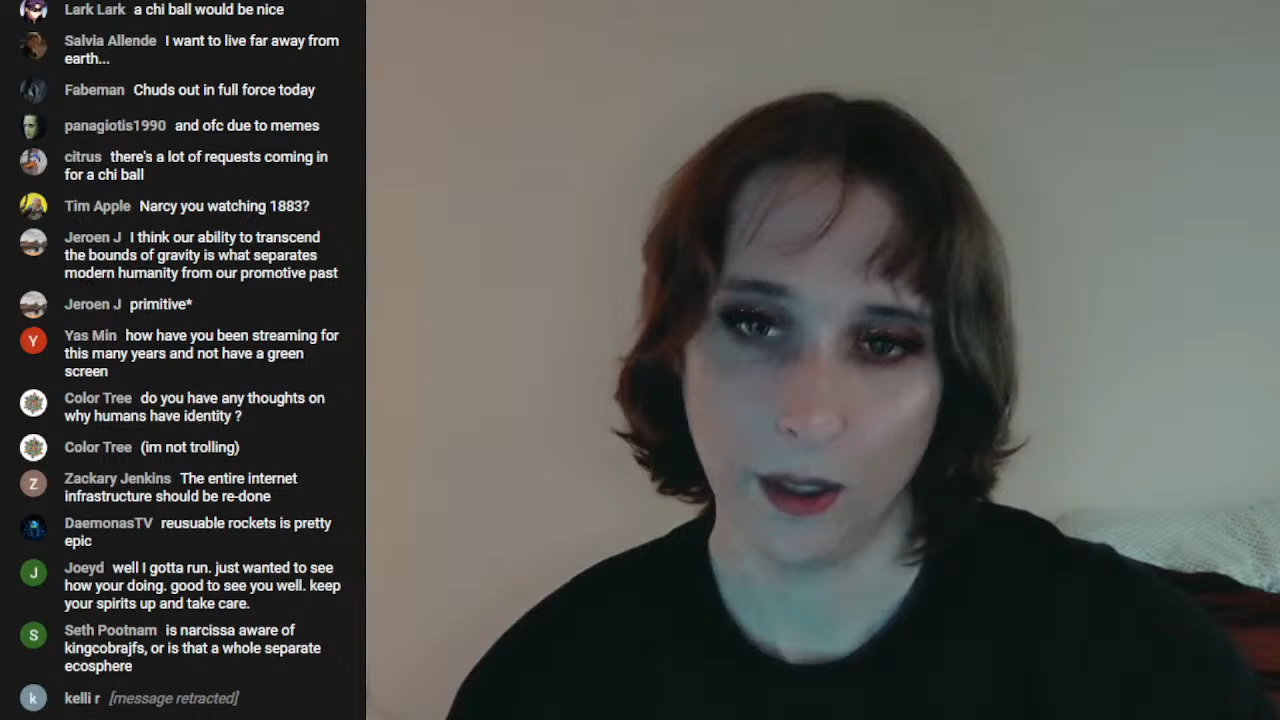 Lark Lark a chi ball would be nice
Salvia Allende I want to live far away from
earth...
Fabeman Chuds out in full force today
panagiotis1990 and ofc due to memes
citrus there's a lot of requests coming in
for a chi ball
Tim Apple Narcy you watching 1883?
Jeroen J I think our ability to transcend
the bounds of gravity is what separates
modern humanity from our promotive past
Jeroen J primitive*
Y
Yas Min how have you been streaming for
this many years and not have a green
screen
Color Tree do you have any thoughts on
why humans have identity ?
Color Tree (im not trolling)
Z
Zackary Jenkins The entire internet
infrastructure should be re-done
DaemonasTV reusuable rockets is pretty
epic
J
Joeyd well I gotta run. just wanted to see
how your doing. good to see you well. keep
your spirits up and take care.
S
Seth Pootnam is narcissa aware of
kingcobrajfs, or is that a whole separate
ecosphere
k
kelli r [message retracted]